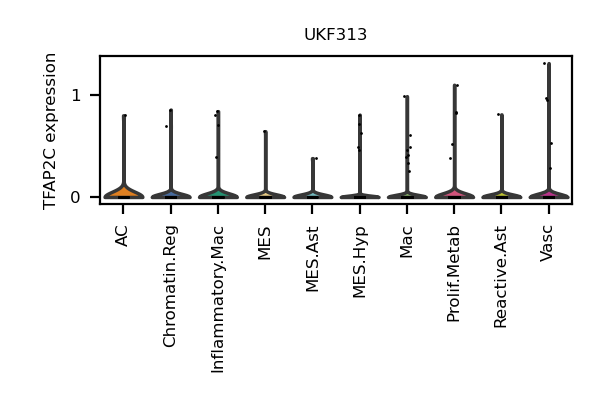 UKF313
TFAP2C expression
1
0
AC
Chromatin.Reg
Inflammatory.Mac
MES
MES.Ast
MES.Hyp
Mac
Prolif.Metab
Reactive.Ast
Vasc